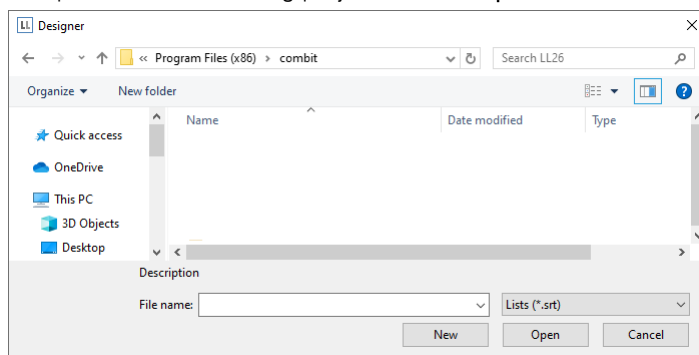 LL Designer
« Program Files (x86) > combit
Search LL26
Organize
New folder
Name
Date modified
Type
Quick access
OneDrive
This PC
3D Objects
Desktop
Description
File name:
Lists (*.srt)
New
Open
Cancel